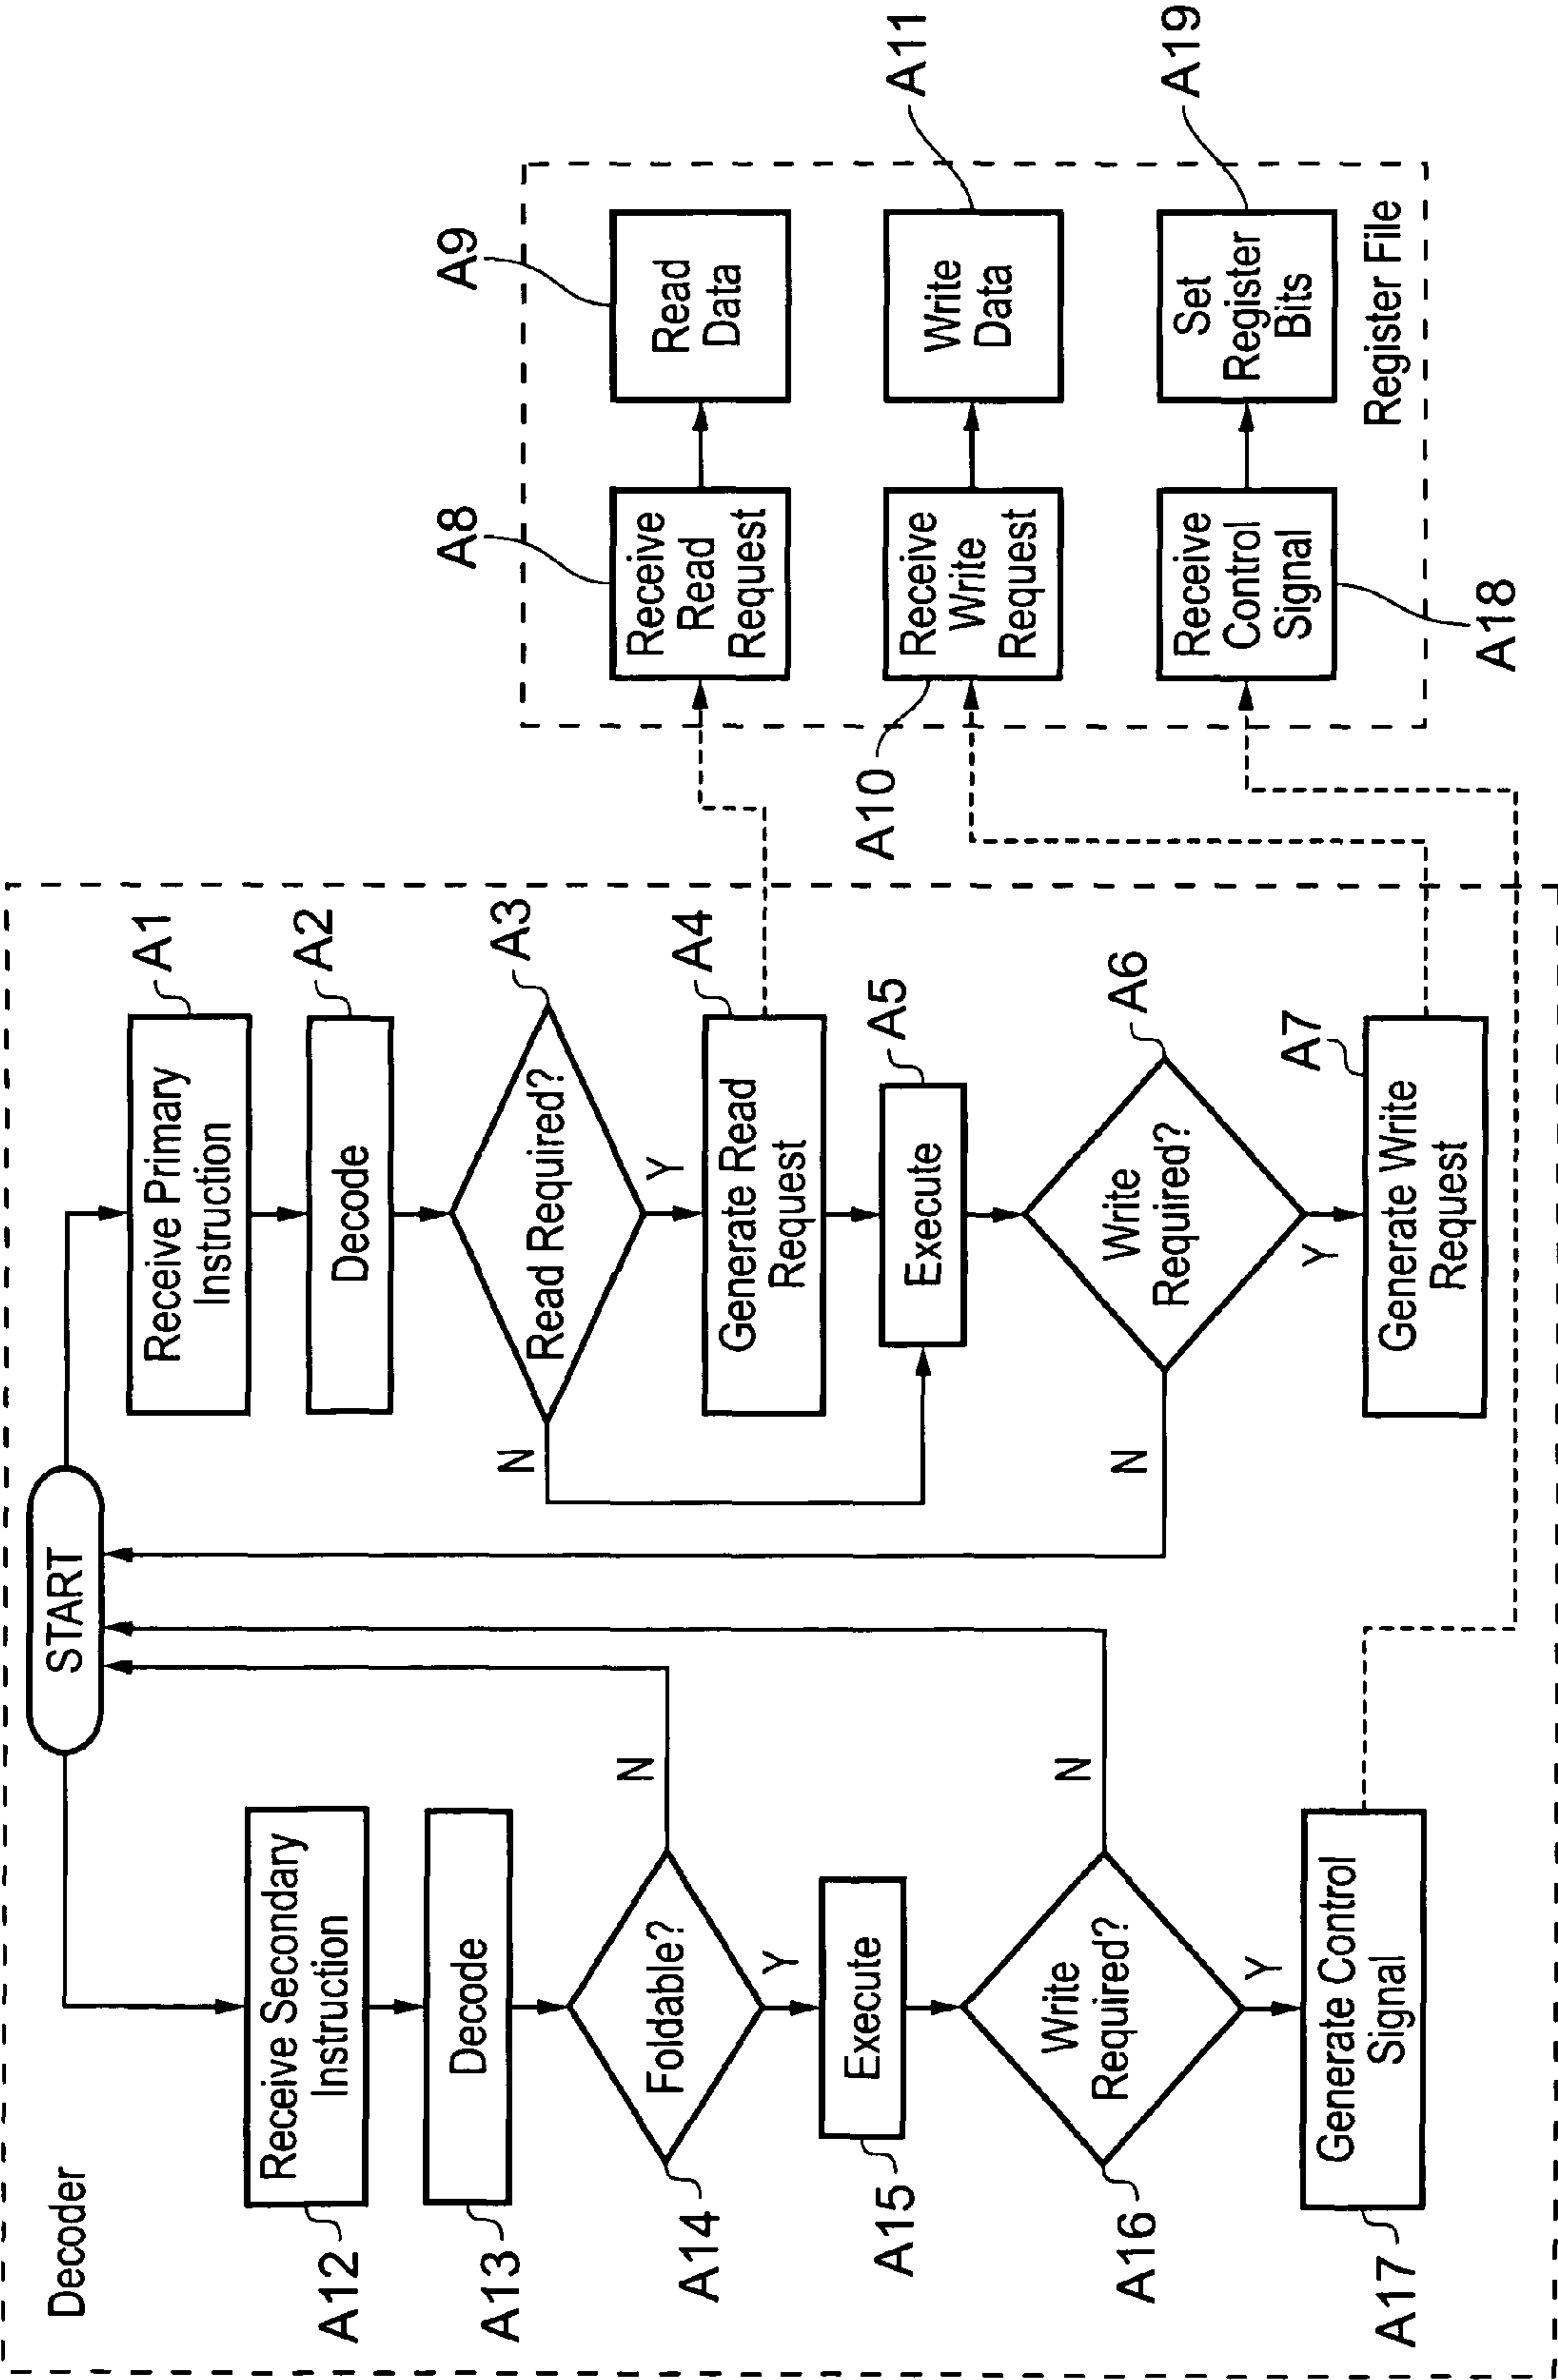 Decoder
START
A12
Receive Secondary
Instruction
A13
Decode
A14
Foldable?
N
Y
A15
Execute
A16
Write
Required?
N
Y
A17
Generate Control
Signal
A1
Receive Primary
Instruction
A2
Decode
A3
Read Required?
N
Y
A4
Generate Read
Request
A5
Execute
A6
Write
Required?
N
Y
A7
Generate Write
Request
A8
Receive
Read
Request
A9
Read
Data
A10
Receive
Write
Request
A11
Write
Data
A18
Receive
Control
Signal
A19
Set
Register
Bits
Register File